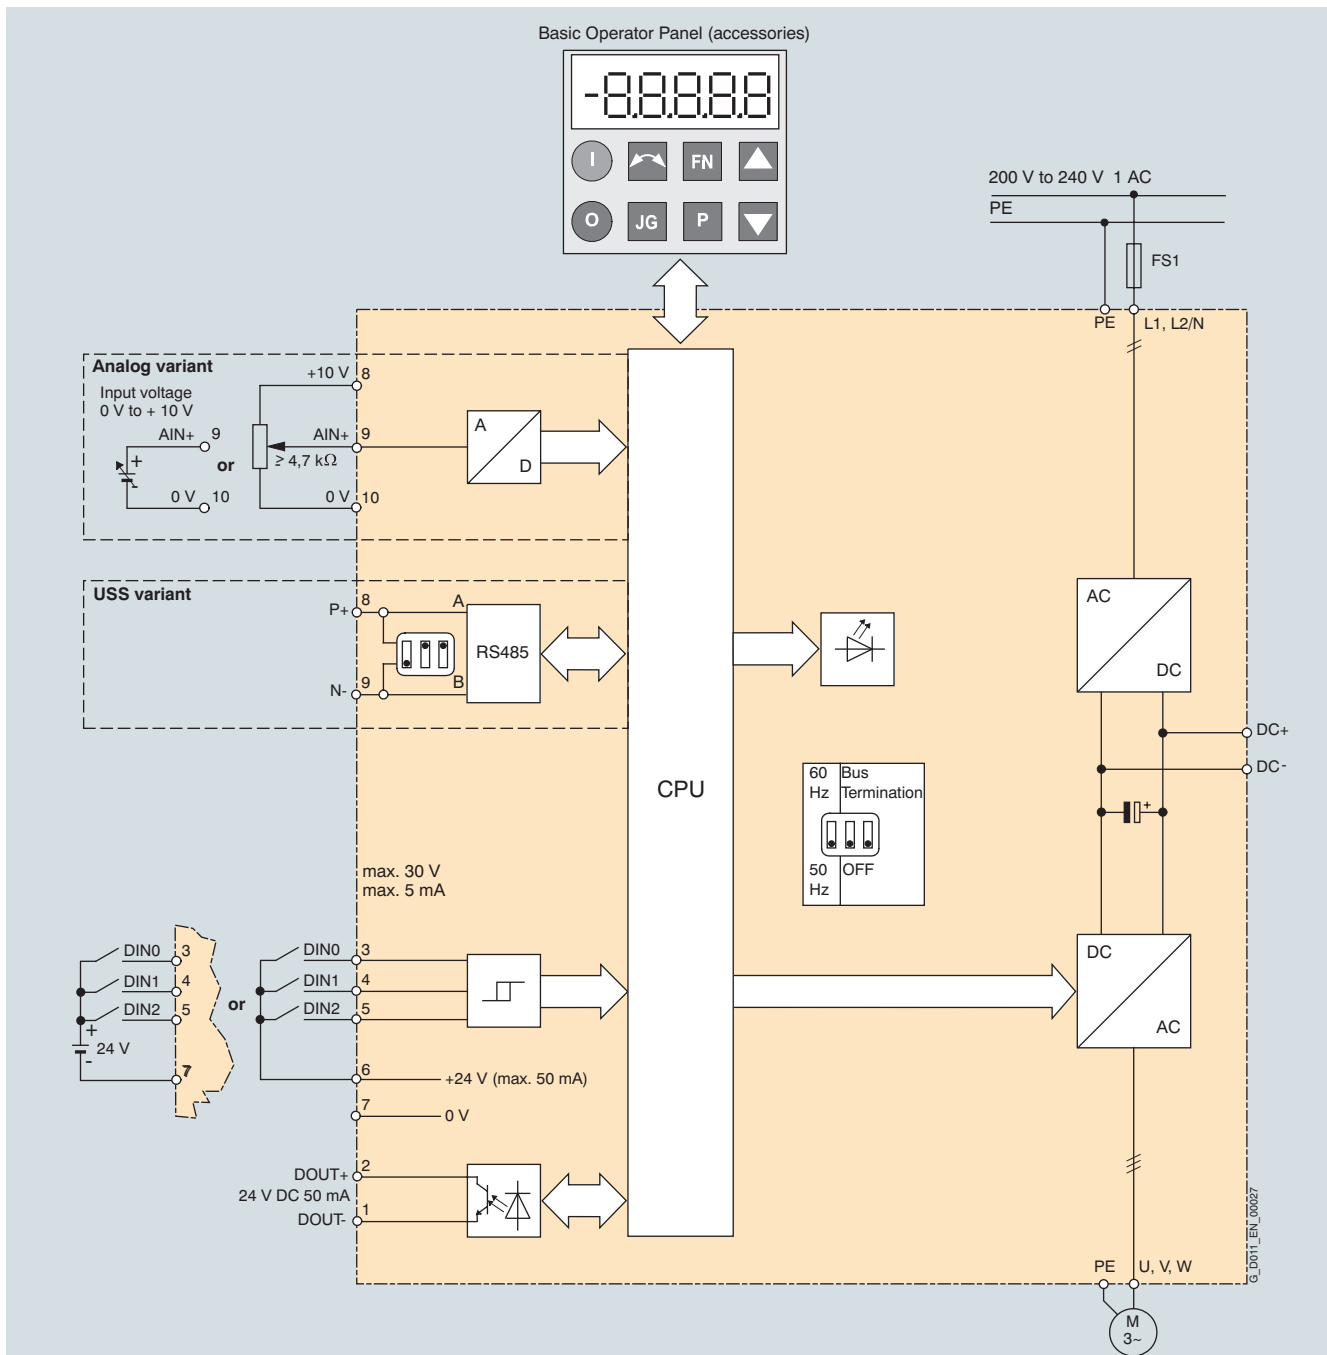 Basic Operator Panel (accessories)
-8.8.8.8.8
I
FN
O
JG
P
200 V to 240 V 1 AC
PE
FS1
PE
L1, L2/N
Analog variant
Input voltage
0 V to + 10 V
AIN+ 9
+
-
0 V 10
or
+10 V 8
AIN+ 9
≥ 4,7 kΩ
0 V 10
A
D
USS variant
P+ 8
A
RS485
N- 9
B
CPU
AC
DC
DC+
DC-
+
60 Hz
Bus Termination
50 Hz
OFF
max. 30 V
max. 5 mA
DIN0 3
DIN1 4
DIN2 5
+
24 V
-
7
or
DIN0 3
DIN1 4
DIN2 5
6
+24 V (max. 50 mA)
7
0 V
DC
AC
DOUT+ 2
24 V DC 50 mA
DOUT- 1
PE
U, V, W
M
3~
G_D011_EN_00027